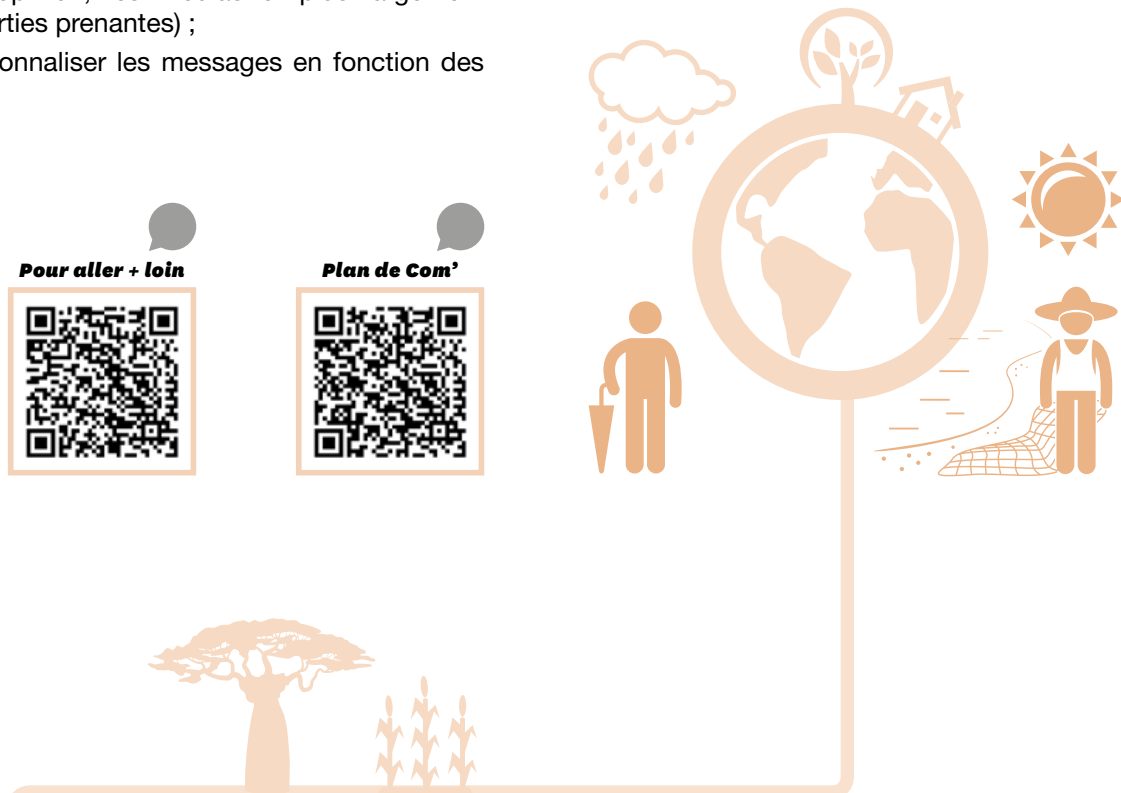 rties prenantes) ;
onnaliser les messages en fonction des
Pour aller + loin
Plan de Com’